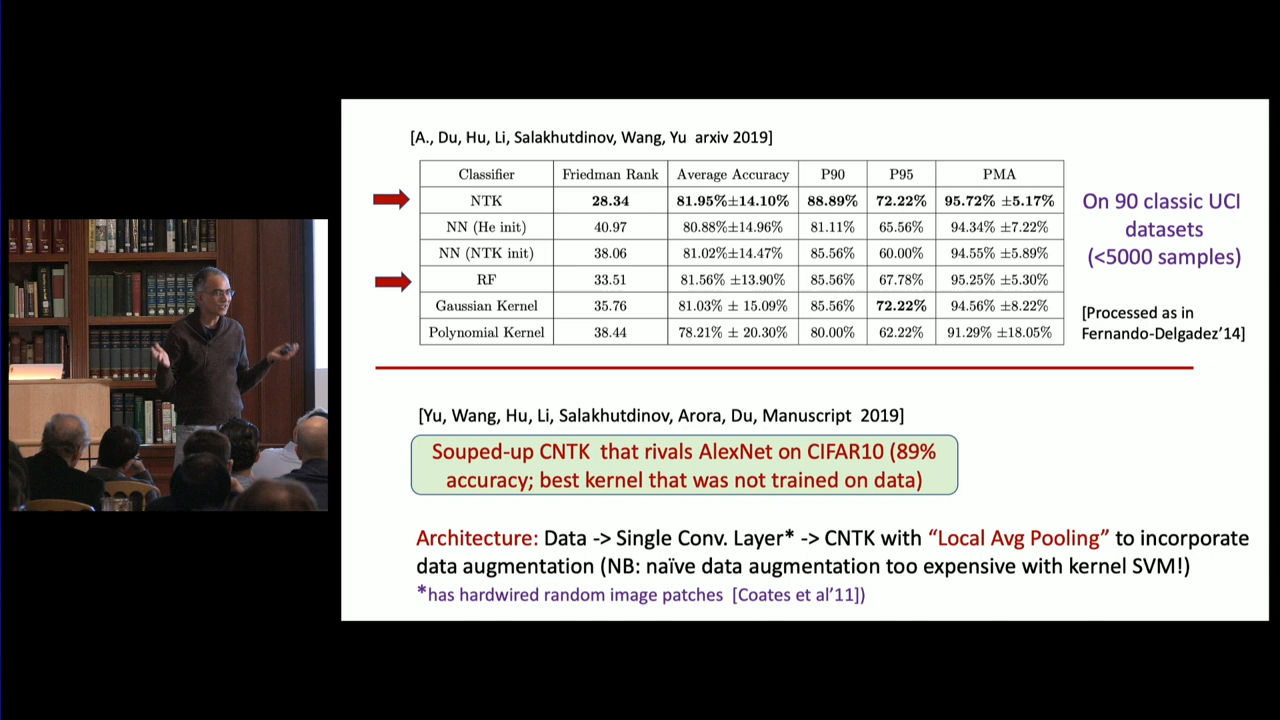 [A., Du, Hu, Li, Salakhutdinov, Wang, Yu arxiv 2019]
Classifier Friedman Rank Average Accuracy P90 P95 PMA
NTK 28.34 81.95%±14.10% 88.89% 72.22% 95.72% ±5.17%
NN (He init) 40.97 80.88%±14.96% 81.11% 65.56% 94.34% ±7.22%
NN (NTK init) 38.06 81.02%±14.47% 85.56% 60.00% 94.55% ±5.89%
RF 33.51 81.56% ±13.90% 85.56% 67.78% 95.25% ±5.30%
Gaussian Kernel 35.76 81.03% ± 15.09% 85.56% 72.22% 94.56% ±8.22%
Polynomial Kernel 38.44 78.21% ± 20.30% 80.00% 62.22% 91.29% ±18.05%
On 90 classic UCI
datasets
(<5000 samples)
[Processed as in
Fernando-Delgadez’14]
[Yu, Wang, Hu, Li, Salakhutdinov, Arora, Du, Manuscript 2019]
Souped-up CNTK that rivals AlexNet on CIFAR10 (89%
accuracy; best kernel that was not trained on data)
Architecture: Data -> Single Conv. Layer* -> CNTK with “Local Avg Pooling” to incorporate
data augmentation (NB: naïve data augmentation too expensive with kernel SVM!)
*has hardwired random image patches [Coates et al’11])